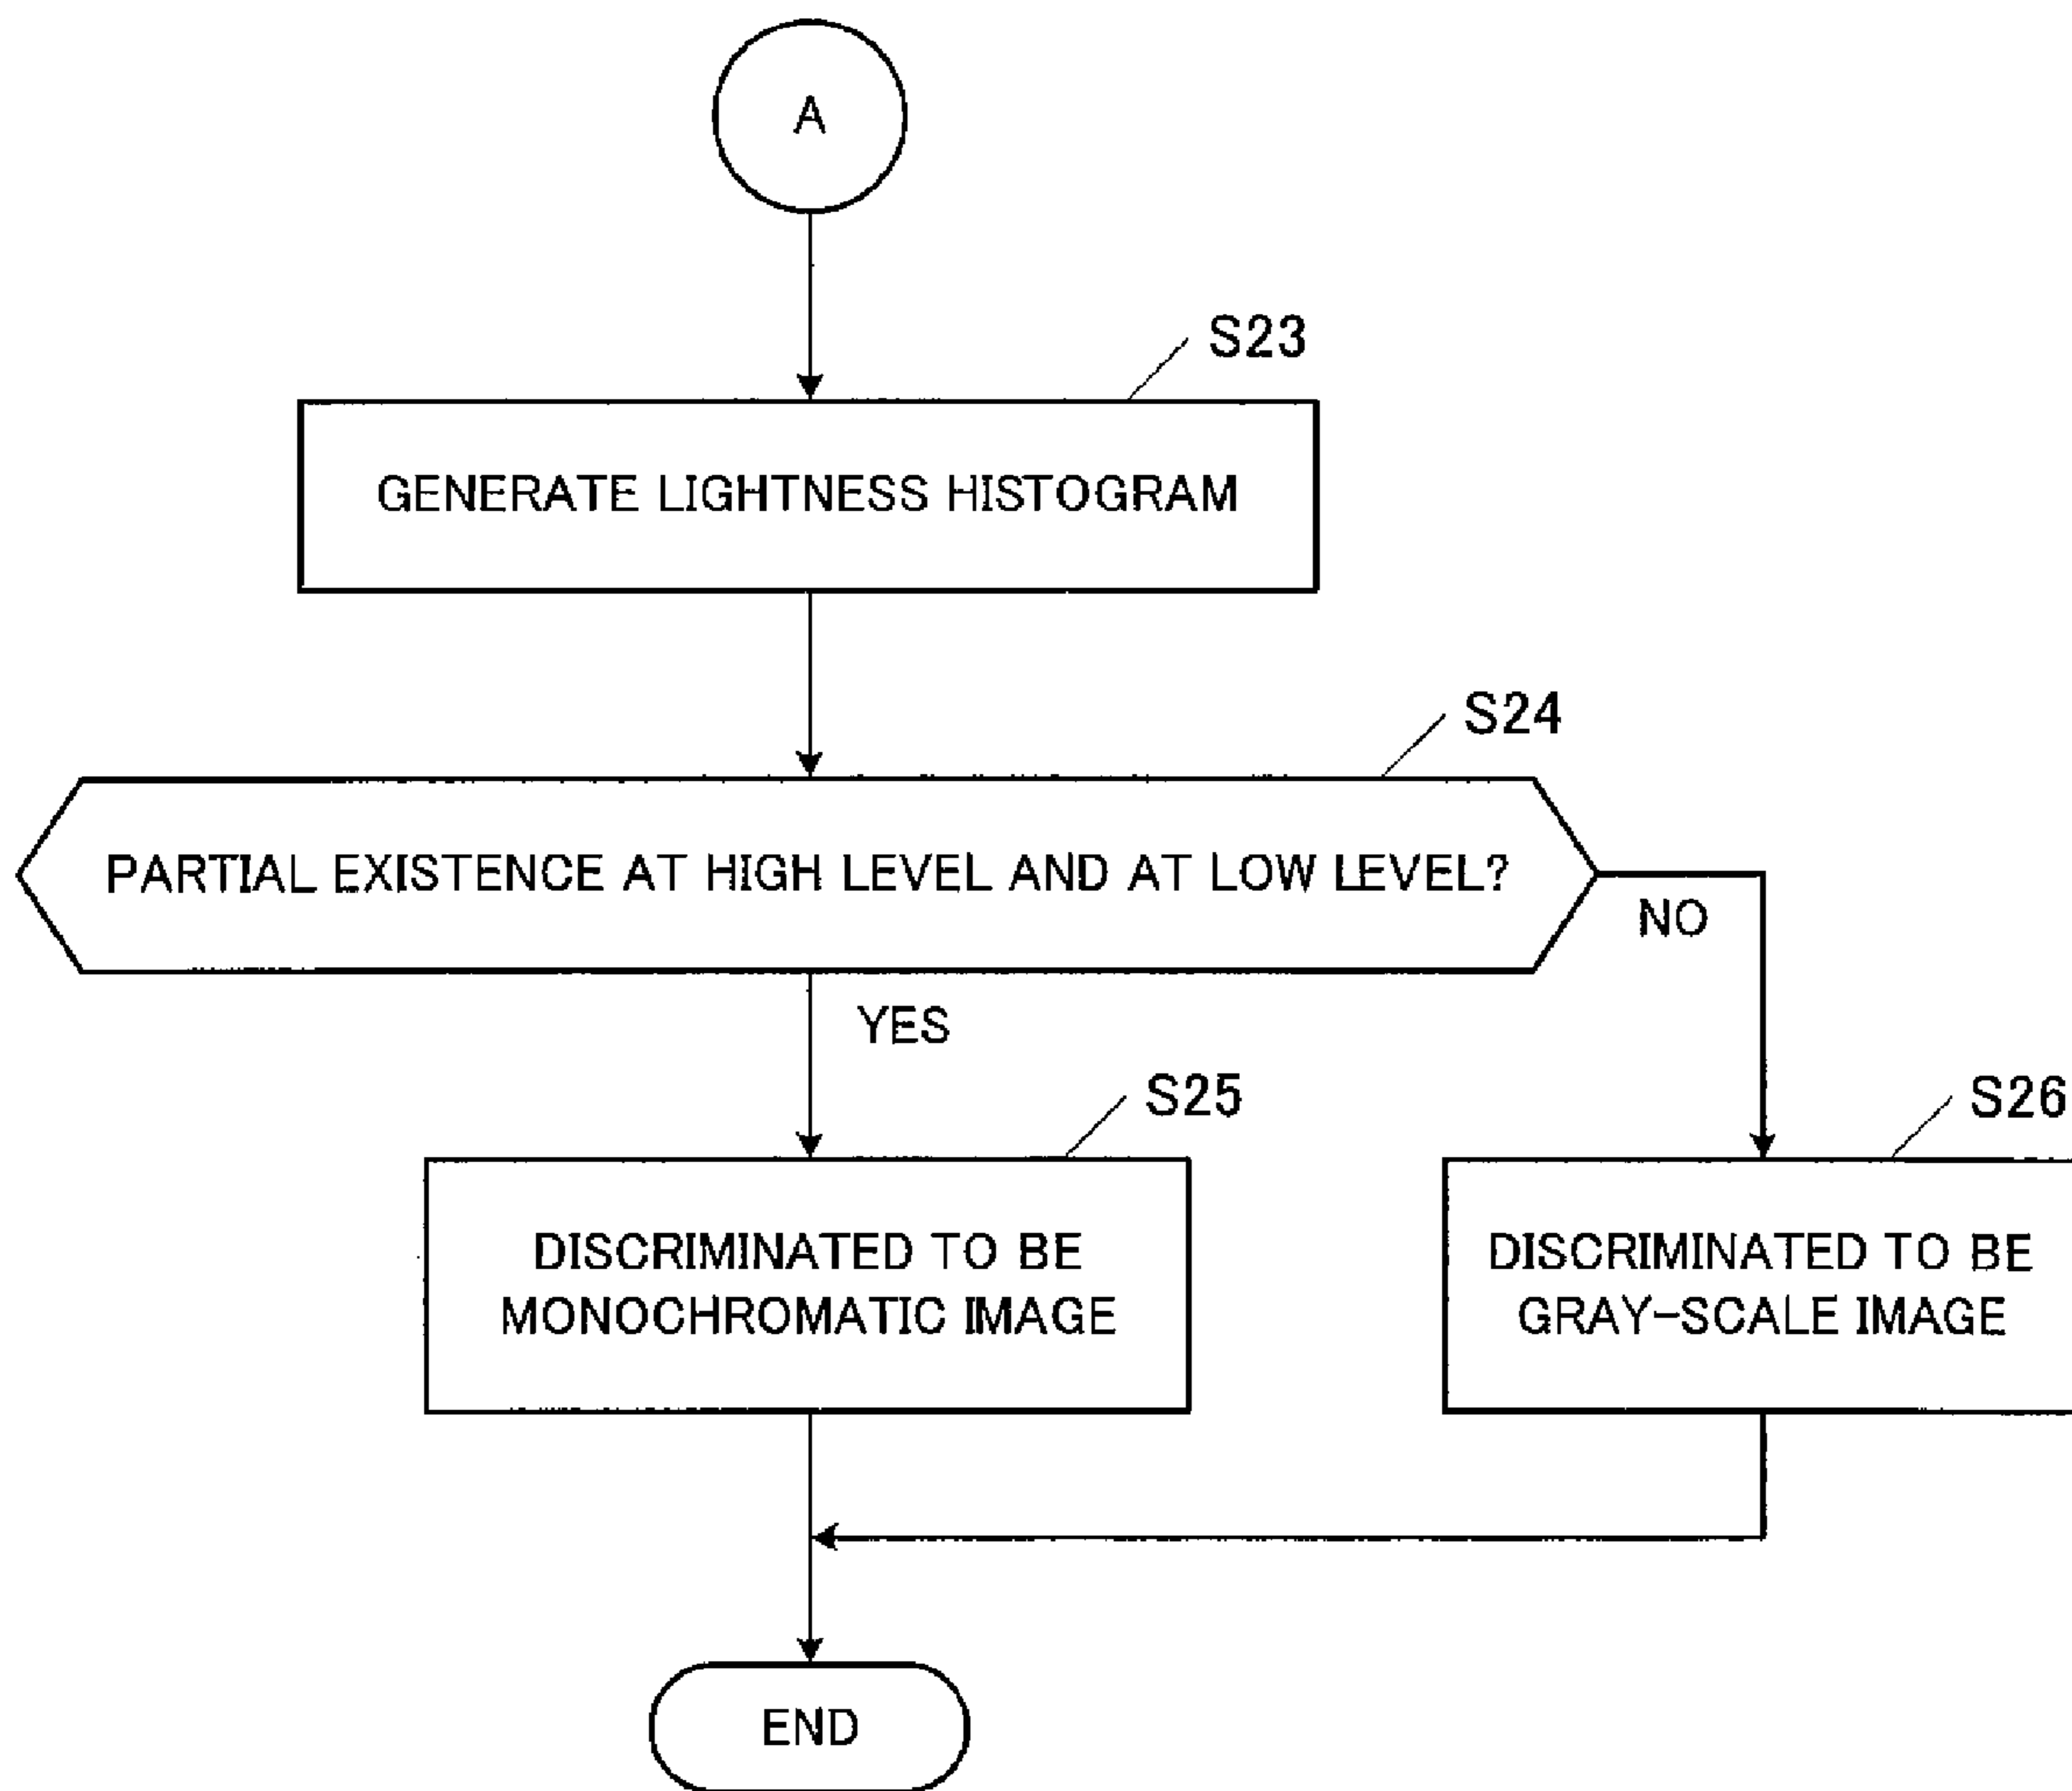 A
S23
GENERATE LIGHTNESS HISTOGRAM
S24
PARTIAL EXISTENCE AT HIGH LEVEL AND AT LOW LEVEL?
NO
YES
S25
S26
DISCRIMINATED TO BE
MONOCHROMATIC IMAGE
DISCRIMINATED TO BE
GRAY-SCALE IMAGE
END